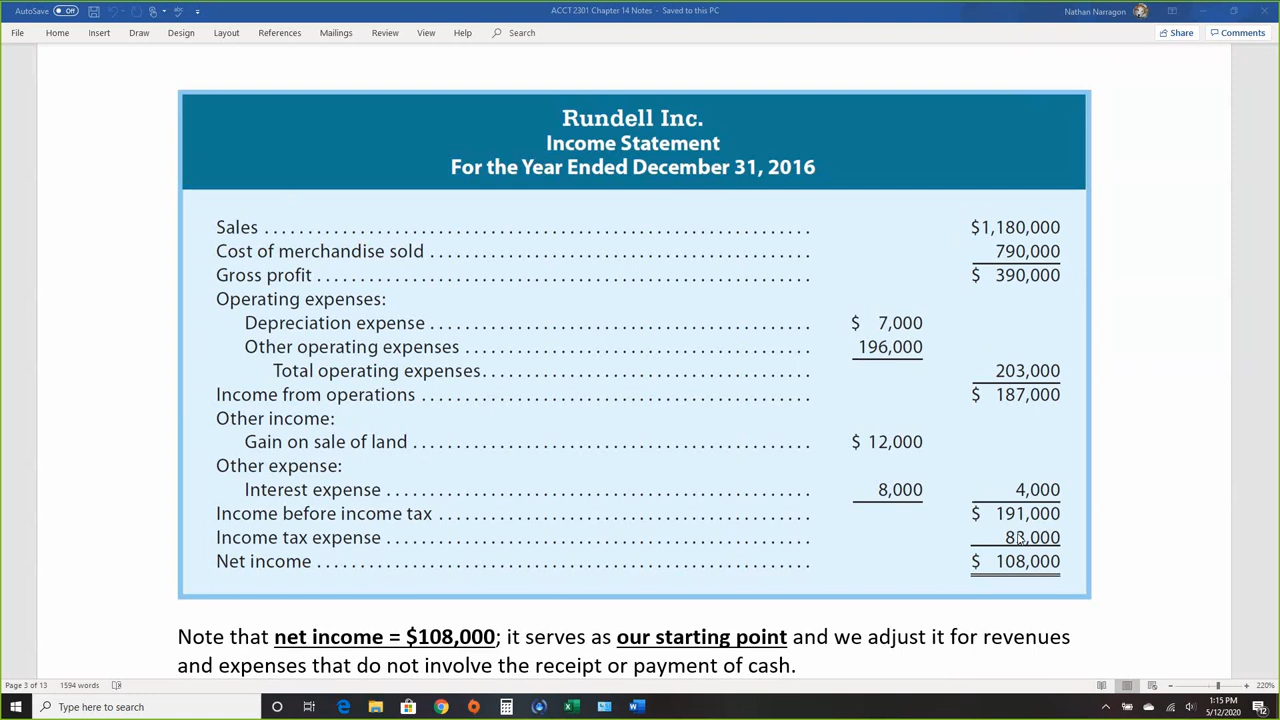 AutoSave Off ACCT 2301 Chapter 14 Notes - Saved to this PC Nathan Narragon
File Home Insert Draw Design Layout References Mailings Review View Help Search Share Comments
Rundell Inc.
Income Statement
For the Year Ended December 31, 2016
Sales $1,180,000
Cost of merchandise sold 790,000
Gross profit $ 390,000
Operating expenses:
Depreciation expense $ 7,000
Other operating expenses 196,000
Total operating expenses 203,000
Income from operations $ 187,000
Other income:
Gain on sale of land $ 12,000
Other expense:
Interest expense 8,000 4,000
Income before income tax $ 191,000
Income tax expense 83,000
Net income $ 108,000
Note that net income = $108,000; it serves as our starting point and we adjust it for revenues
and expenses that do not involve the receipt or payment of cash.
Page 3 of 13 1594 words 220%
Type here to search 1:15 PM
5/12/2020